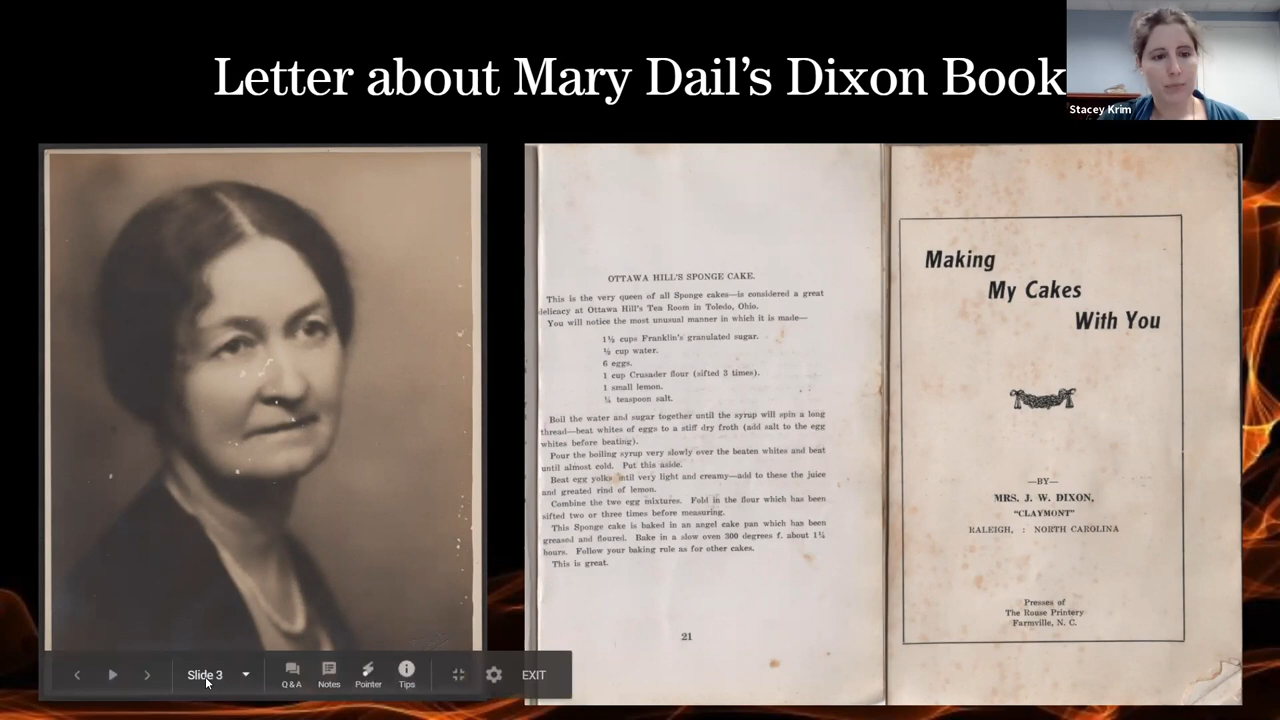 Letter about Mary Dail's Dixon Book
Stacey Krim
OTTAWA HILL'S SPONGE CAKE.
This is the very queen of all Sponge cakes—is considered a great
delicacy at Ottawa Hill's Tea Room in Toledo, Ohio.
You will notice the most unusual manner in which it is made—
1½ cups Franklin's granulated sugar.
½ cup water.
6 eggs.
1 cup Crusader flour (sifted 3 times).
1 small lemon.
¼ teaspoon salt.
Boil the water and sugar together until the syrup will spin a long
thread—beat whites of eggs to a stiff dry froth (add salt to the egg
whites before beating).
Pour the boiling syrup very slowly over the beaten whites and beat
until almost cold. Put this aside.
Beat egg yolks until very light and creamy—add to these the juice
and greated rind of lemon.
Combine the two egg mixtures. Fold in the flour which has been
sifted two or three times before measuring.
This Sponge cake is baked in an angel cake pan which has been
greased and floured. Bake in a slow oven 300 degrees f. about 1¼
hours. Follow your baking rule as for other cakes.
This is great.
21
Making
My Cakes
With You
—BY—
MRS. J. W. DIXON,
"CLAYMONT"
RALEIGH, : NORTH CAROLINA
Presses of
The Rouse Printery
Farmville, N. C.
Slide 3
Q & A
Notes
Pointer
Tips
EXIT